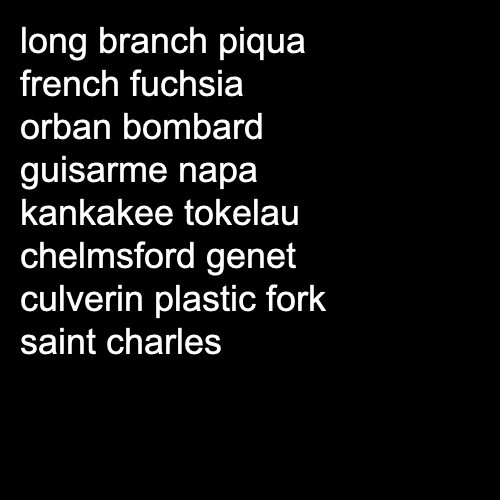 long branch piqua
french fuchsia
orban bombard
guisarme napa
kankakee tokelau
chelmsford genet
culverin plastic fork
saint charles